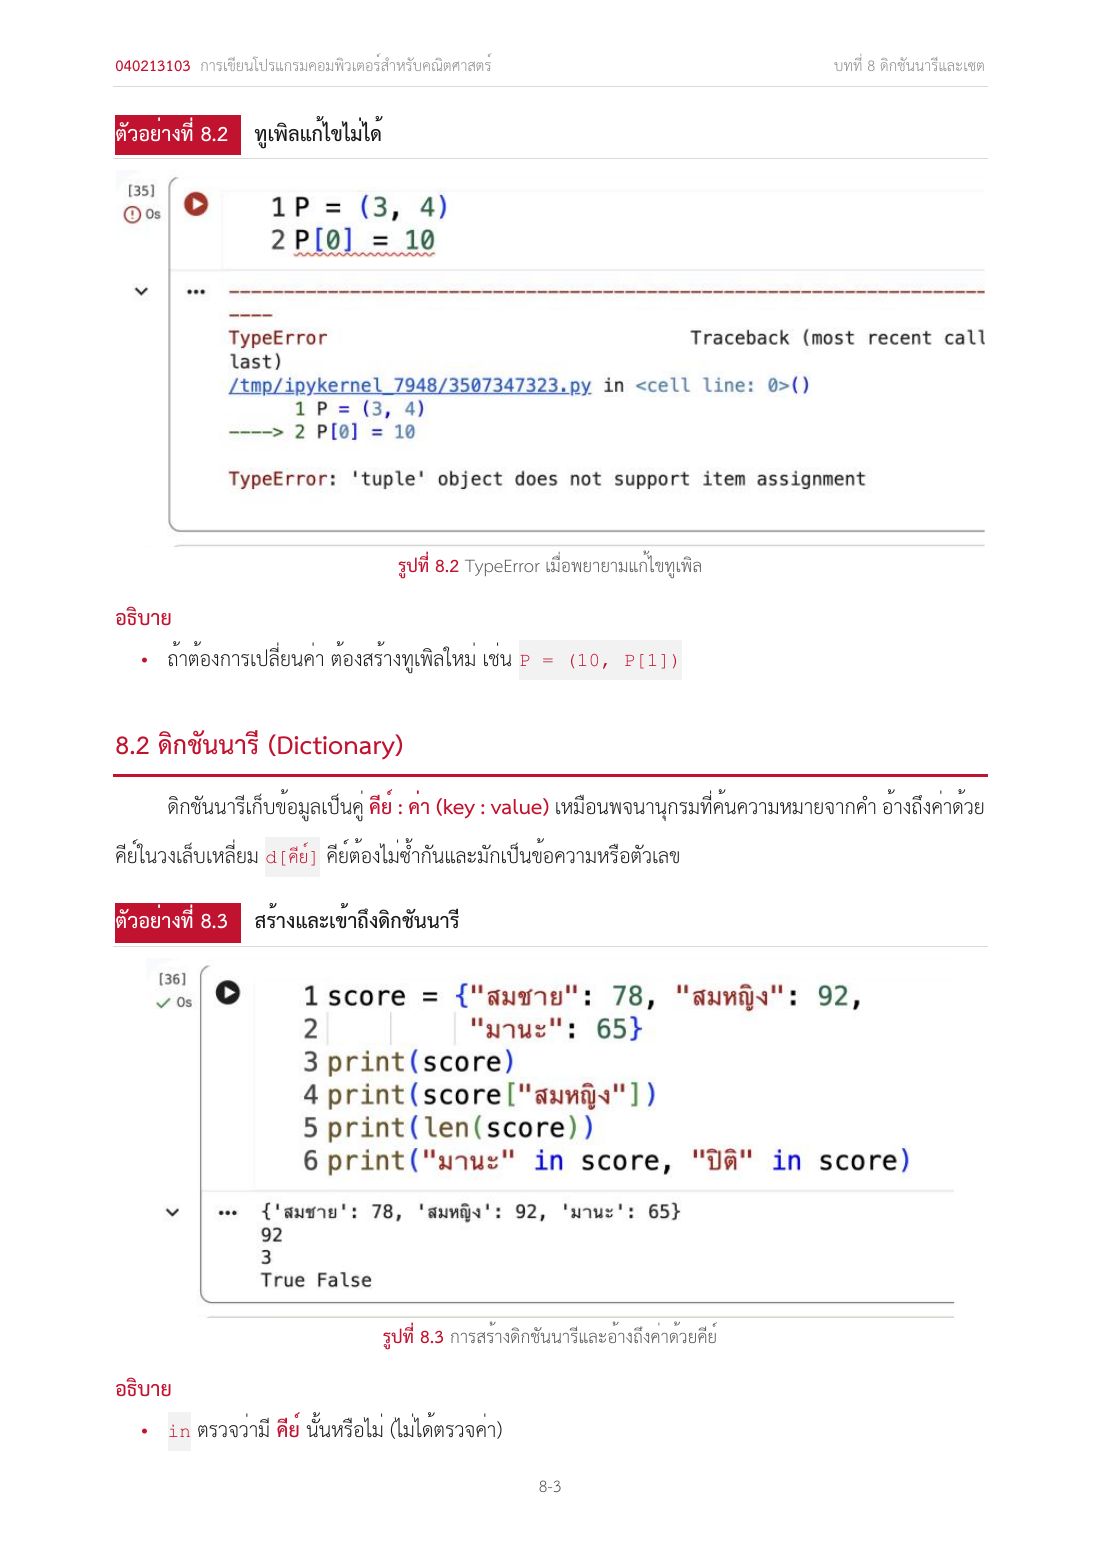 040213103 การเขียนโปรแกรมคอมพิวเตอร์สำหรับคณิตศาสตร์ บทที่ 8 ดิกชันนารีและเซต
ตัวอย่างที่ 8.2 ทูเพิลแก้ไขไม่ได้
[35]
0s
1 P = (3, 4)
2 P[0] = 10
---------------------------------------------------------------------------
TypeError Traceback (most recent call
last)
/tmp/ipykernel_7948/3507347323.py in <cell line: 0>()
1 P = (3, 4)
----> 2 P[0] = 10
TypeError: 'tuple' object does not support item assignment
รูปที่ 8.2 TypeError เมื่อพยายามแก้ไขทูเพิล
อธิบาย
• ถ้าต้องการเปลี่ยนค่า ต้องสร้างทูเพิลใหม่ เช่น P = (10, P[1])
8.2 ดิกชันนารี (Dictionary)
ดิกชันนารีเก็บข้อมูลเป็นคู่ คีย์ : ค่า (key : value) เหมือนพจนานุกรมที่ค้นความหมายจากคำ อ้างถึงค่าด้วย
คีย์ในวงเล็บเหลี่ยม d[คีย์] คีย์ต้องไม่ซ้ำกันและมักเป็นข้อความหรือตัวเลข
ตัวอย่างที่ 8.3 สร้างและเข้าถึงดิกชันนารี
[36]
0s
1 score = {"สมชาย": 78, "สมหญิง": 92,
2 "มานะ": 65}
3 print(score)
4 print(score["สมหญิง"])
5 print(len(score))
6 print("มานะ" in score, "ปิติ" in score)
{'สมชาย': 78, 'สมหญิง': 92, 'มานะ': 65}
92
3
True False
รูปที่ 8.3 การสร้างดิกชันนารีและอ้างถึงค่าด้วยคีย์
อธิบาย
• in ตรวจว่ามี คีย์ นั้นหรือไม่ (ไม่ได้ตรวจค่า)
8-3